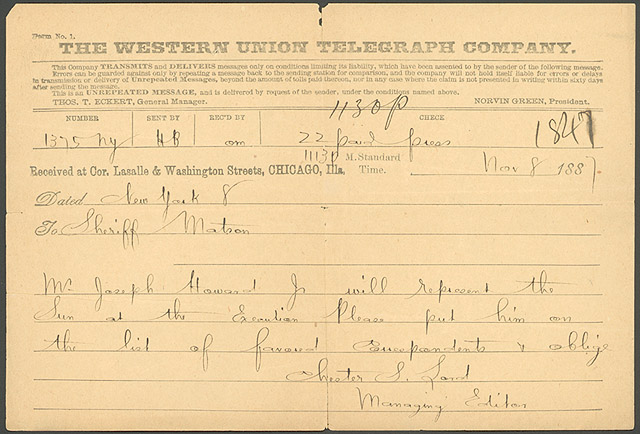 Form No. 1.
THE WESTERN UNION TELEGRAPH COMPANY.
This Company TRANSMITS and DELIVERS messages only on conditions limiting its liability, which have been assented to by the sender of the following message.
Errors can be guarded against only by repeating a message back to the sending station for comparison, and the company will not hold itself liable for errors or delays
in transmission or delivery of Unrepeated Messages, beyond the amount of tolls paid thereon, nor in any case where the claim is not presented in writing within sixty days
after sending the message.
This is an UNREPEATED MESSAGE, and is delivered by request of the sender, under the conditions named above.
THOS. T. ECKERT, General Manager. NORVIN GREEN, President.
1130P
NUMBER SENT BY REC'D BY CHECK
1375 Ny HB om 22 paid press 1847
1113P M. Standard Time.
Received at Cor. Lasalle & Washington Streets, CHICAGO, Ills. Nov 8 1887
Dated New York 8
To Sheriff Matson
Mr Joseph Howard Jr will represent the
Sun at the Execution Please put him on
the list of favored Correspondents & oblige
Chester S. Lord
Managing Editor